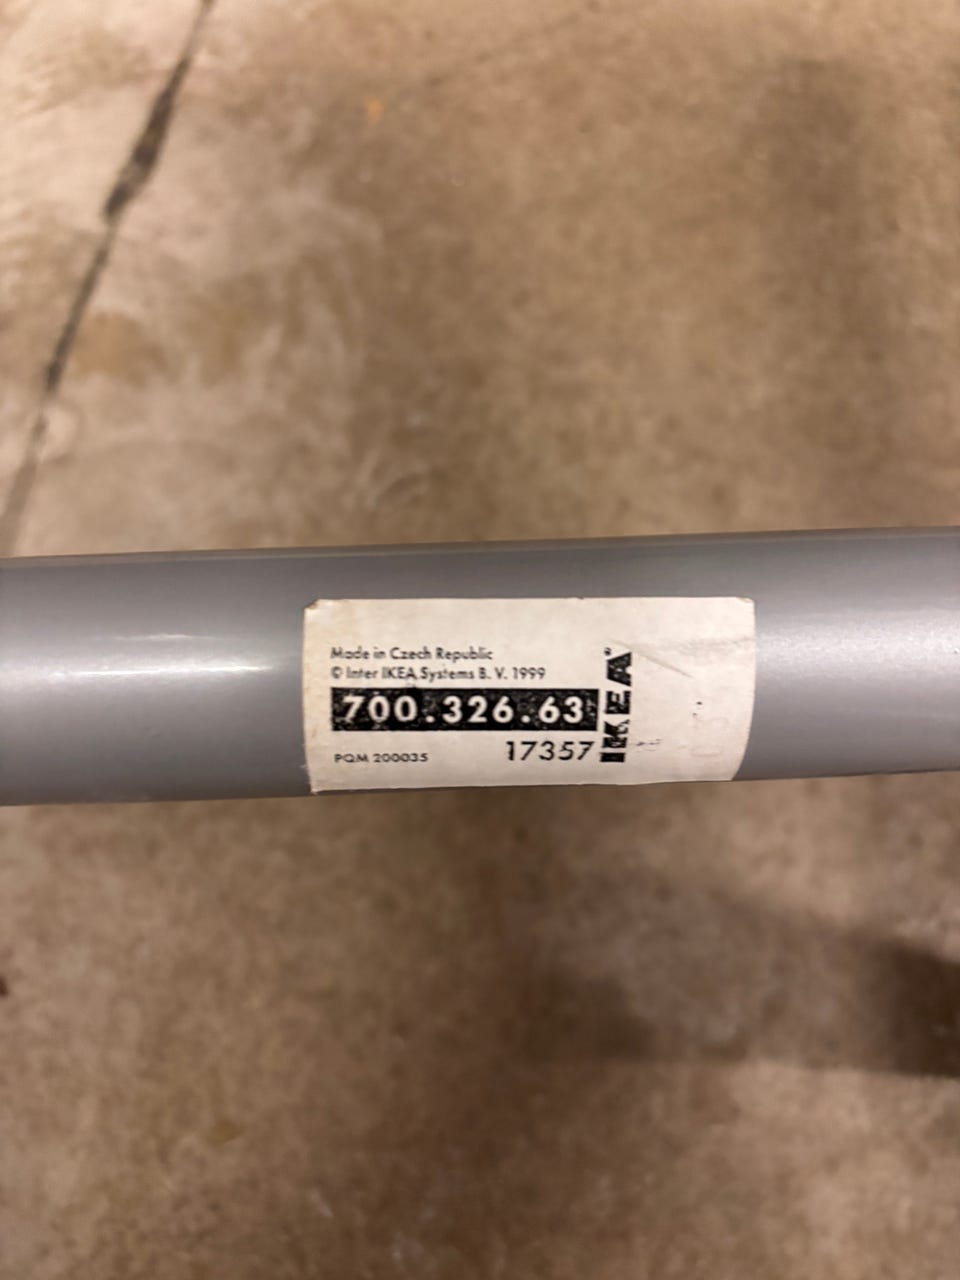 Made in Czech Republic
© Inter IKEA Systems B. V. 1999
700.326.63
PQM 200035
17357
IKEA®